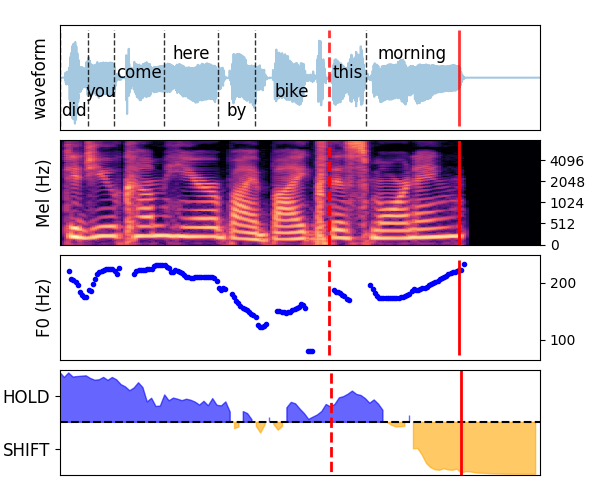 waveform
did
you
come
here
by
bike
this
morning
Mel (Hz)
4096
2048
1024
512
0
F0 (Hz)
200
100
HOLD
SHIFT